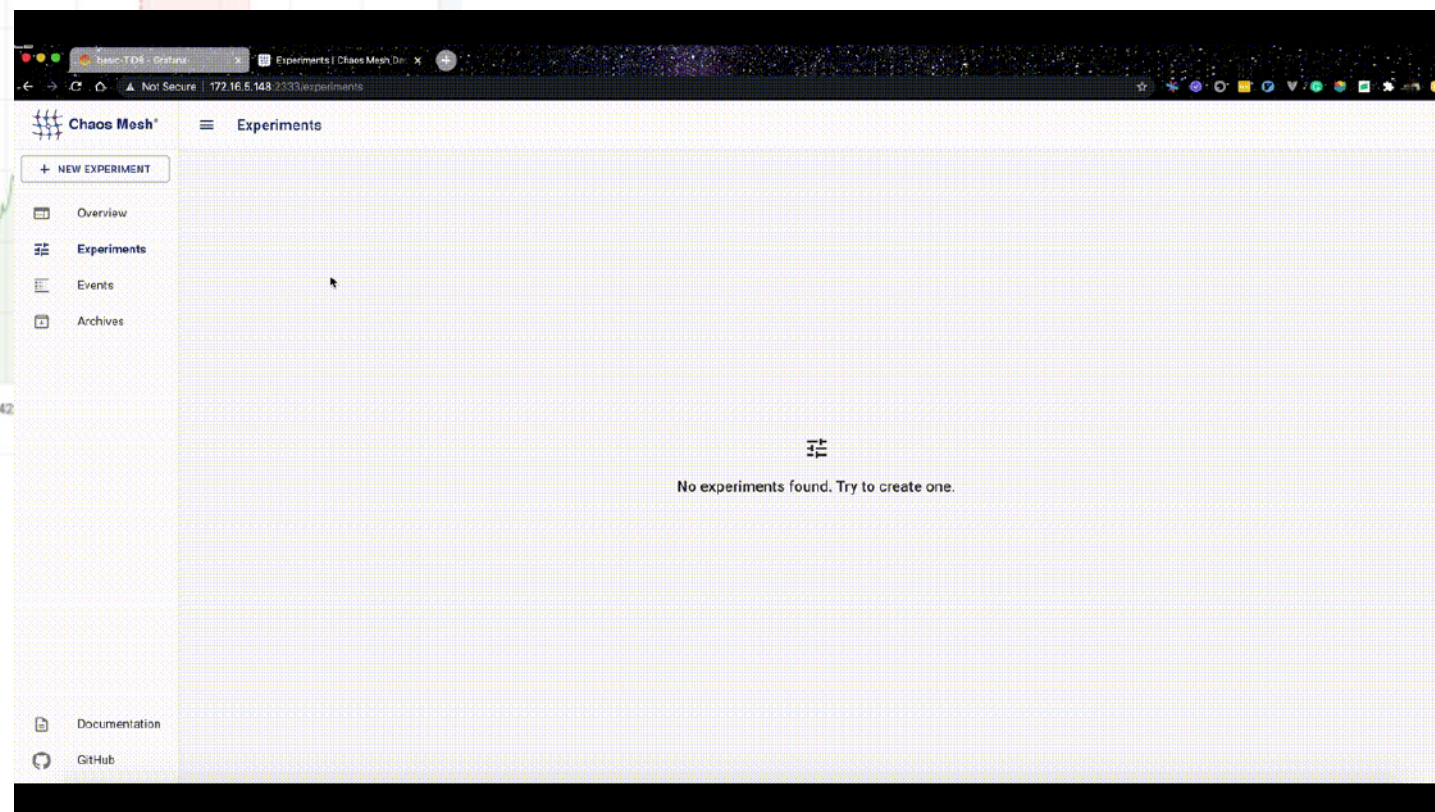 basic-TiDB - Grafana
Experiments | Chaos Mesh Da
Not Secure | 172.16.5.148:2333/experiments
Chaos Mesh®
Experiments
+ NEW EXPERIMENT
Overview
Experiments
Events
Archives
42
No experiments found. Try to create one.
Documentation
GitHub